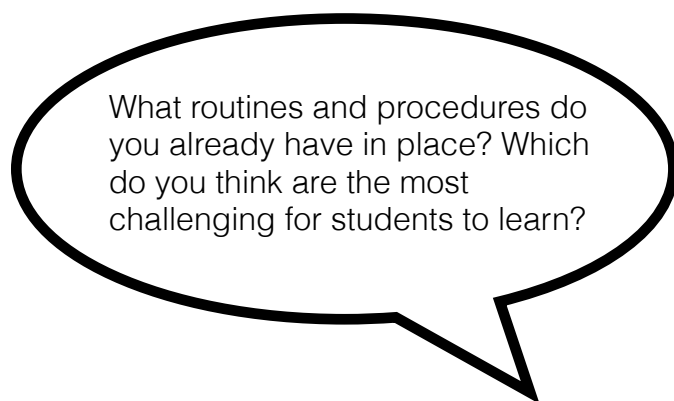 What routines and procedures do
you already have in place? Which
do you think are the most
challenging for students to learn?